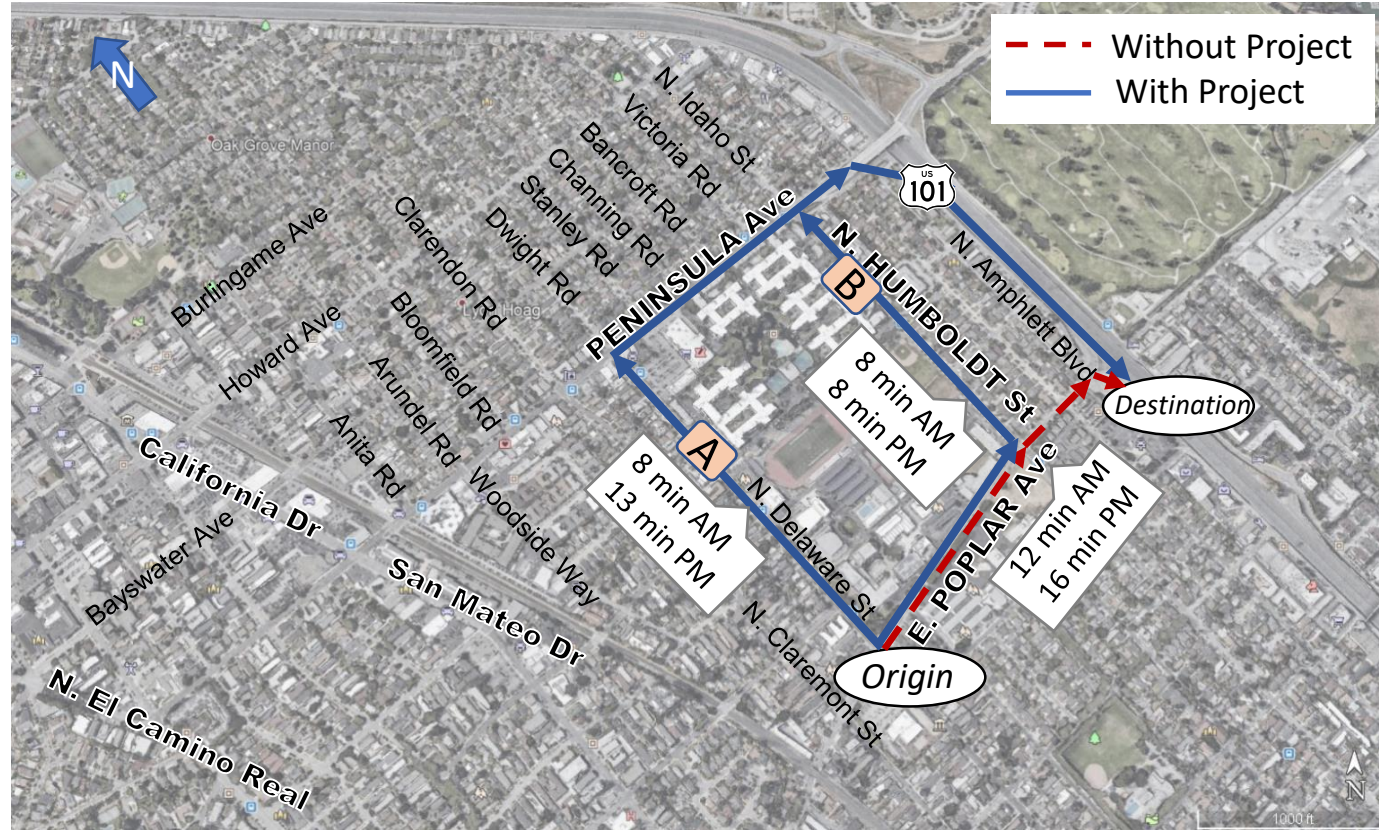 Without Project
With Project
N
N. Idaho St
Victoria Rd
Bancroft Rd
Channing Rd
Stanley Rd
Dwight Rd
Oak Grove Manor
US
101
PENINSULA Ave
N. HUMBOLDT St
N. Amphlett Blvd
Burlingame Ave
Clarendon Rd
Howard Ave
Bloomfield Rd
Arundel Rd
Anita Rd
Woodside Way
B
8 min AM
8 min PM
Destination
A
8 min AM
13 min PM
N. Delaware St
E. POPLAR Ave
12 min AM
16 min PM
California Dr
San Mateo Dr
Bayswater Ave
N. Claremont St
Origin
N. El Camino Real
N
1000 ft